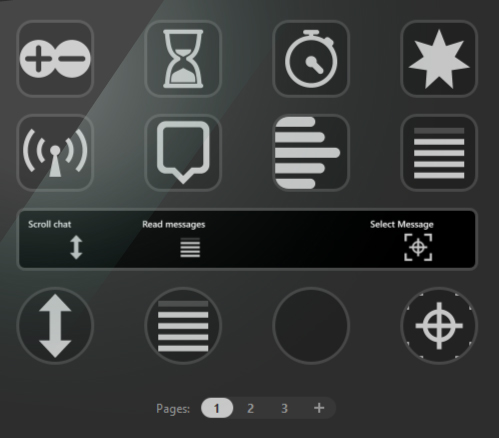 Scroll chat
Read messages
Select Message
Pages: 1 2 3 +